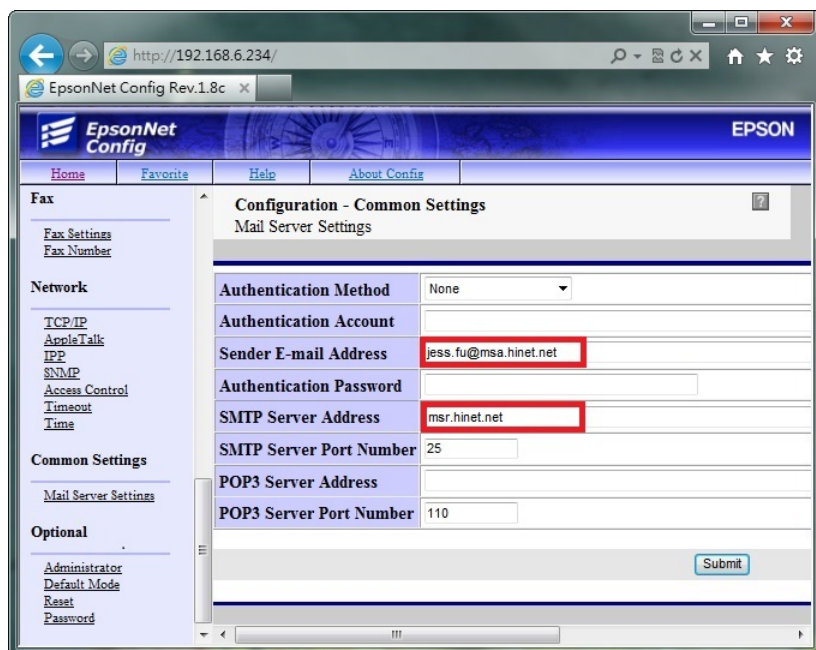 http://192.168.6.234/
EpsonNet Config Rev.1.8c
EpsonNet
Config
EPSON
Home Favorite Help About Config
Fax
Fax Settings
Fax Number
Network
TCP/IP
AppleTalk
IPP
SNMP
Access Control
Timeout
Time
Common Settings
Mail Server Settings
Optional
Administrator
Default Mode
Reset
Password
Configuration - Common Settings
Mail Server Settings
?
Authentication Method None
Authentication Account
Sender E-mail Address jess.fu@msa.hinet.net
Authentication Password
SMTP Server Address msr.hinet.net
SMTP Server Port Number 25
POP3 Server Address
POP3 Server Port Number 110
Submit